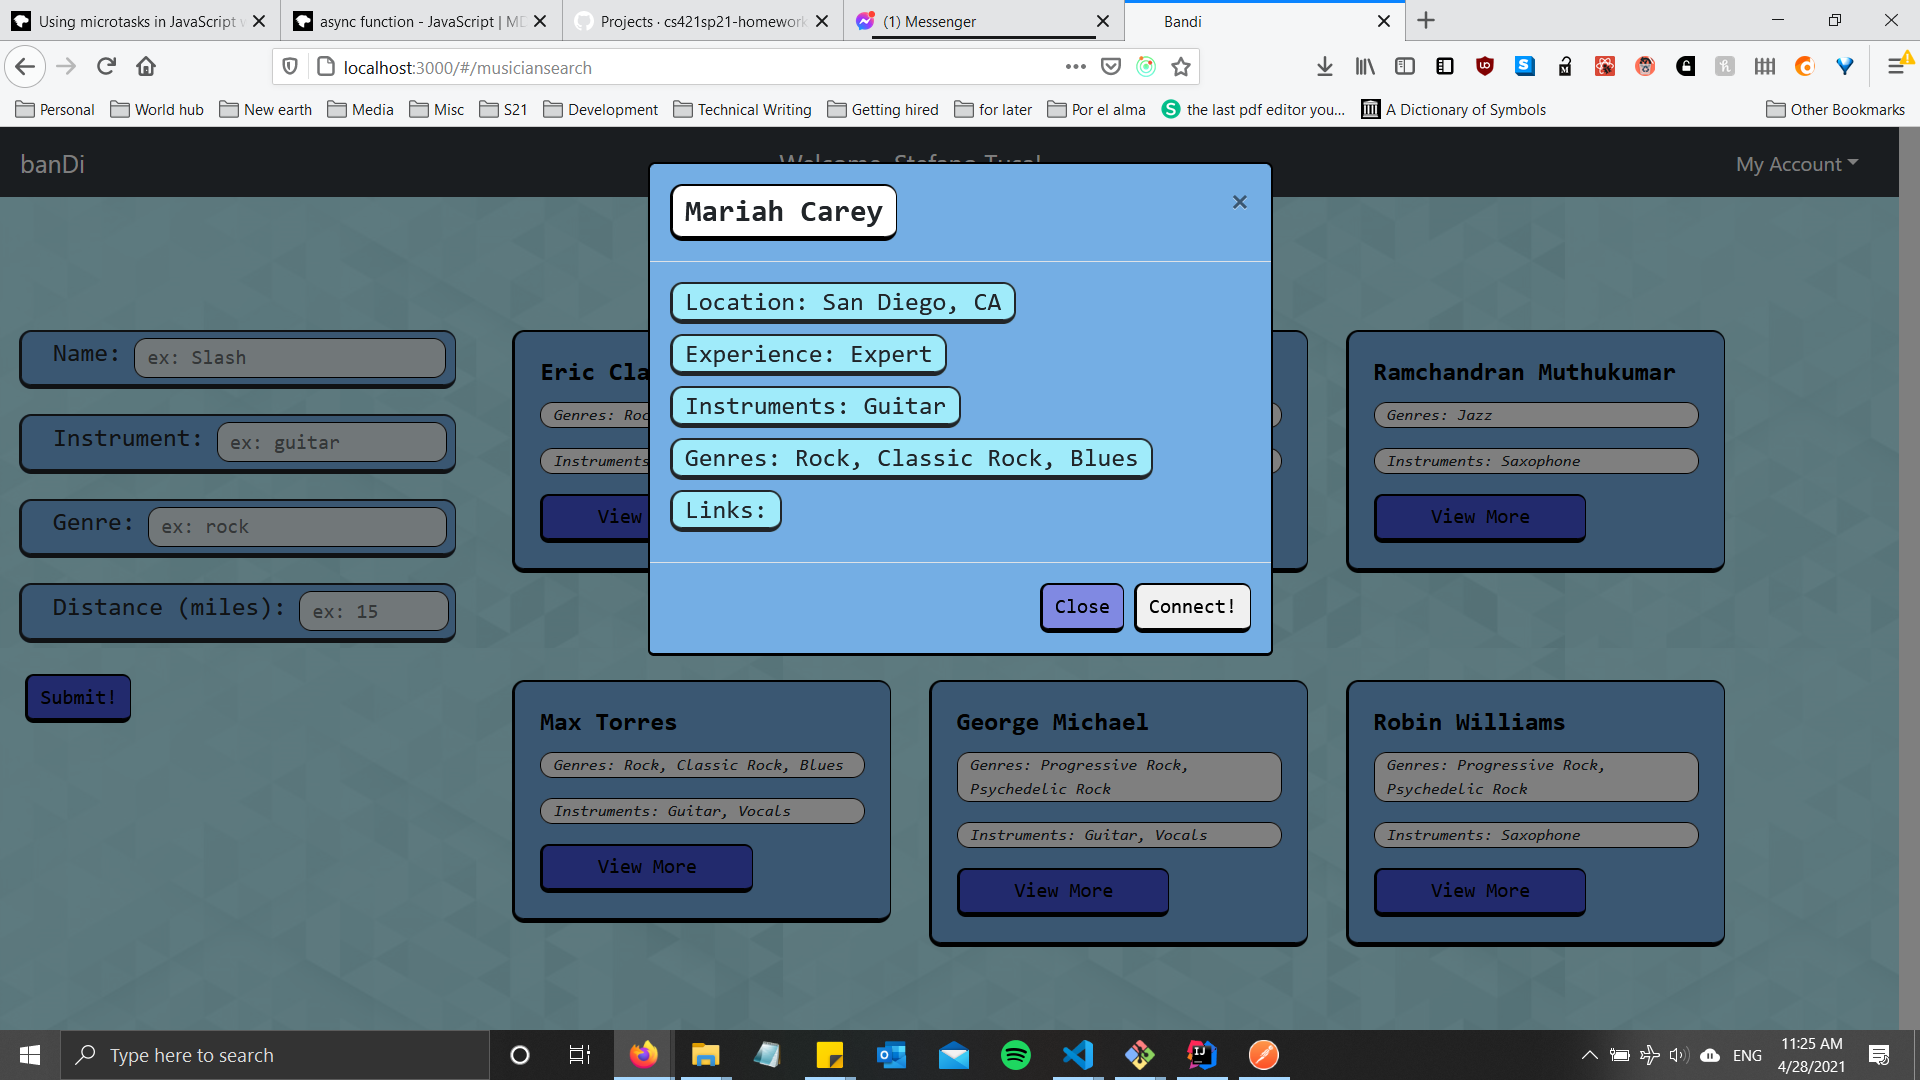 Using microtasks in JavaScript w
async function - JavaScript | MD
Projects · cs421sp21-homework
(1) Messenger
Bandi
localhost:3000/#/musiciansearch
Personal
World hub
New earth
Media
Misc
S21
Development
Technical Writing
Getting hired
for later
Por el alma
the last pdf editor you...
A Dictionary of Symbols
Other Bookmarks
banDi
My Account
Mariah Carey
×
Location: San Diego, CA
Experience: Expert
Instruments: Guitar
Genres: Rock, Classic Rock, Blues
Links:
Close
Connect!
Name: ex: Slash
Instrument: ex: guitar
Genre: ex: rock
Distance (miles): ex: 15
Submit!
Eric Cla
Genres: Roc
Instruments
View
Ramchandran Muthukumar
Genres: Jazz
Instruments: Saxophone
View More
Max Torres
Genres: Rock, Classic Rock, Blues
Instruments: Guitar, Vocals
View More
George Michael
Genres: Progressive Rock,
Psychedelic Rock
Instruments: Guitar, Vocals
View More
Robin Williams
Genres: Progressive Rock,
Psychedelic Rock
Instruments: Saxophone
View More
Type here to search
ENG
11:25 AM
4/28/2021